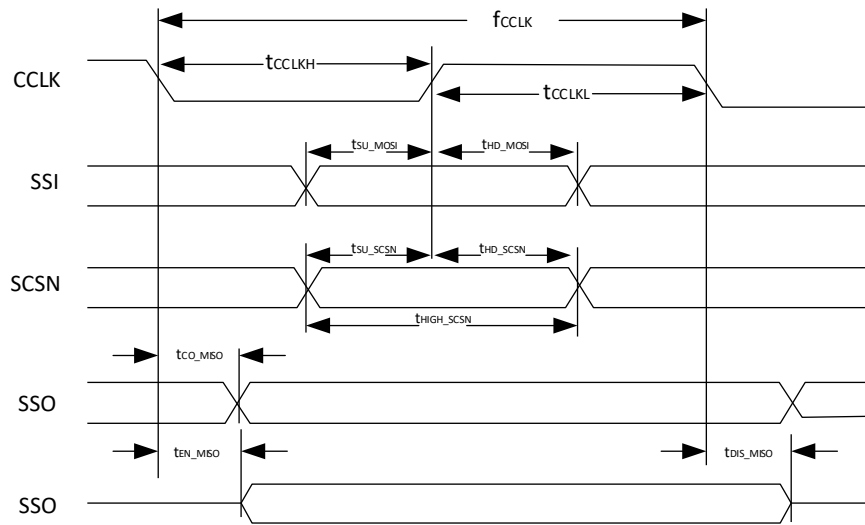 fCCLK
CCLK
tCCLKH
tCCLKL
SSI
tSU_MOSI
tHD_MOSI
SCSN
tSU_SCSN
tHD_SCSN
tHIGH_SCSN
SSO
tCO_MISO
tEN_MISO
tDIS_MISO
SSO